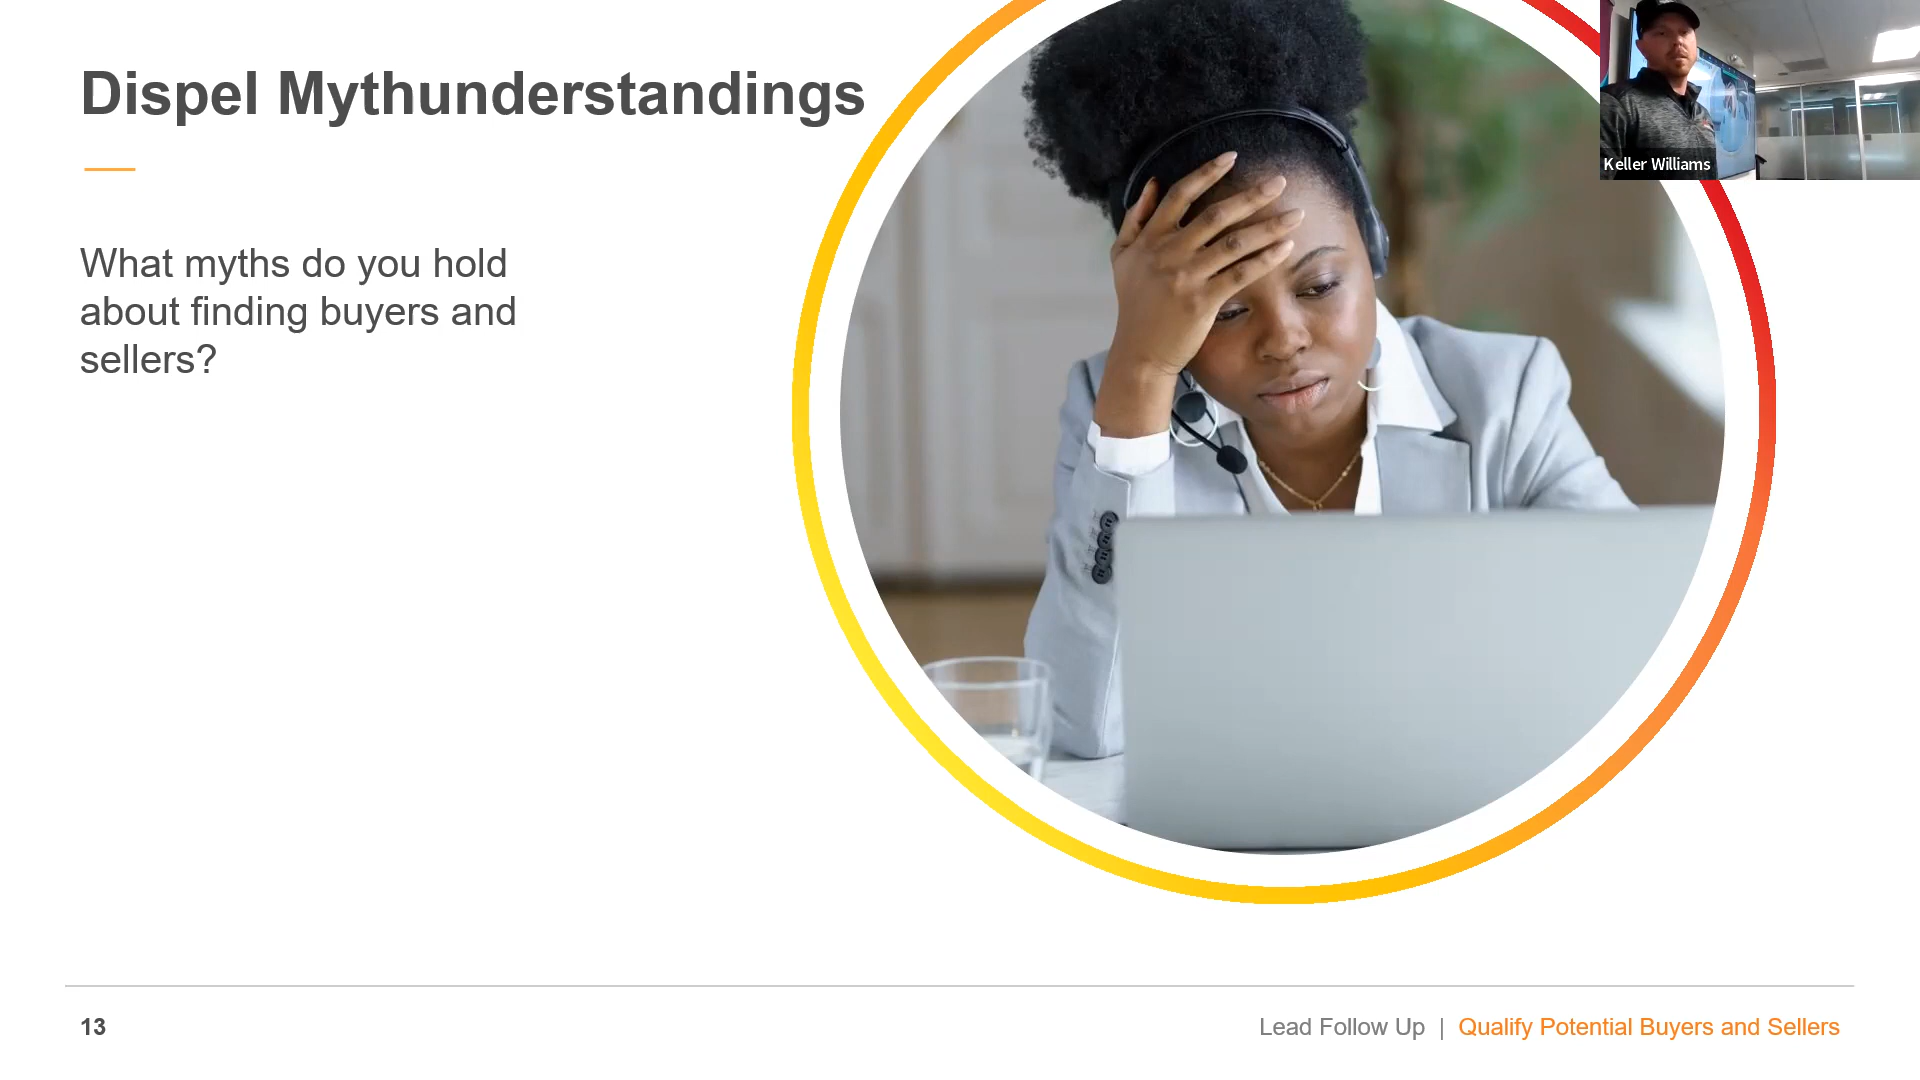 Dispel Mythunderstandings
Keller Williams
What myths do you hold
about finding buyers and
sellers?
13
Lead Follow Up | Qualify Potential Buyers and Sellers